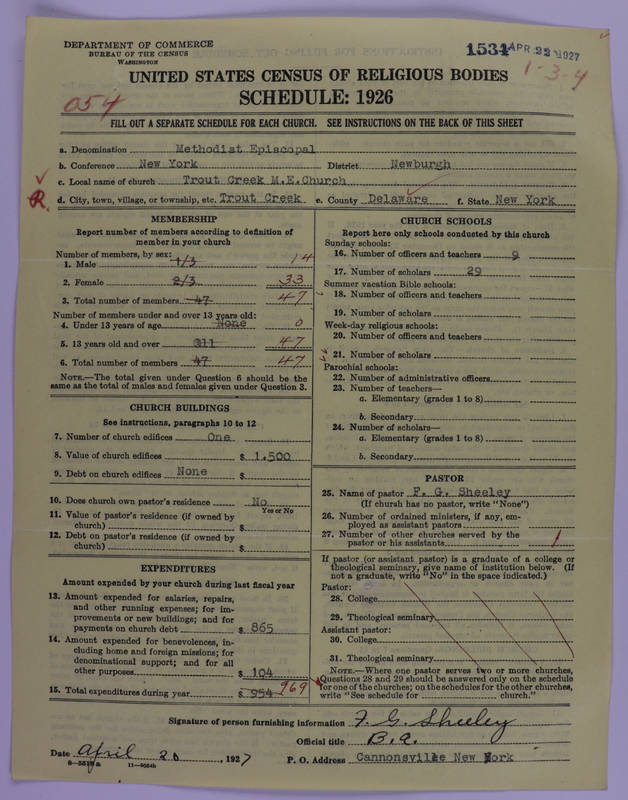 DEPARTMENT OF COMMERCE
BUREAU OF THE CENSUS
WASHINGTON
1534 APR 22 1927
1-3-4
UNITED STATES CENSUS OF RELIGIOUS BODIES
054
SCHEDULE: 1926
FILL OUT A SEPARATE SCHEDULE FOR EACH CHURCH. SEE INSTRUCTIONS ON THE BACK OF THIS SHEET
a. Denomination Methodist Episcopal
b. Conference New York District Newburgh
c. Local name of church Trout Creek M.E.Church
R. d. City, town, village, or township, etc. Trout Creek e. County Delaware f. State New York
MEMBERSHIP
Report number of members according to definition of
member in your church
Number of members, by sex:
1. Male 1/3 14
2. Female 2/3 33
3. Total number of members 47 47
Number of members under and over 13 years old:
4. Under 13 years of age None 0
5. 13 years old and over all 47
6. Total number of members 47 47
NOTE.—The total given under Question 6 should be the
same as the total of males and females given under Question 3.
CHURCH BUILDINGS
See instructions, paragraphs 10 to 12
7. Number of church edifices One
8. Value of church edifices $ 1,500
9. Debt on church edifices None $
10. Does church own pastor's residence No
Yes or No
11. Value of pastor's residence (if owned by
church) $
12. Debt on pastor's residence (if owned by
church) $
EXPENDITURES
Amount expended by your church during last fiscal year
13. Amount expended for salaries, repairs,
and other running expenses; for im-
provements or new buildings; and for
payments on church debt $ 865
14. Amount expended for benevolences, in-
cluding home and foreign missions; for
denominational support; and for all
other purposes $ 104
15. Total expenditures during year $ 954 969
CHURCH SCHOOLS
Report here only schools conducted by this church
Sunday schools:
16. Number of officers and teachers 9
17. Number of scholars 29
Summer vacation Bible schools:
18. Number of officers and teachers
19. Number of scholars
Week-day religious schools:
20. Number of officers and teachers
21. Number of scholars
Parochial schools:
22. Number of administrative officers
23. Number of teachers—
a. Elementary (grades 1 to 8)
b. Secondary
24. Number of scholars—
a. Elementary (grades 1 to 8)
b. Secondary
PASTOR
25. Name of pastor F. G. Sheeley
(If church has no pastor, write "None")
26. Number of ordained ministers, if any, em-
ployed as assistant pastors
27. Number of other churches served by the
pastor or his assistants 1
If pastor (or assistant pastor) is a graduate of a college or
theological seminary, give name of institution below. (If
not a graduate, write "No" in the space indicated.)
Pastor:
28. College
29. Theological seminary
Assistant pastor:
30. College
31. Theological seminary
NOTE.—Where one pastor serves two or more churches,
Questions 28 and 29 should be answered only on the schedule
for one of the churches; on the schedules for the other churches,
write "See schedule for church."
Signature of person furnishing information F. G. Sheeley
Official title
Date April 20, 1927 P. O. Address Cannonsville New York